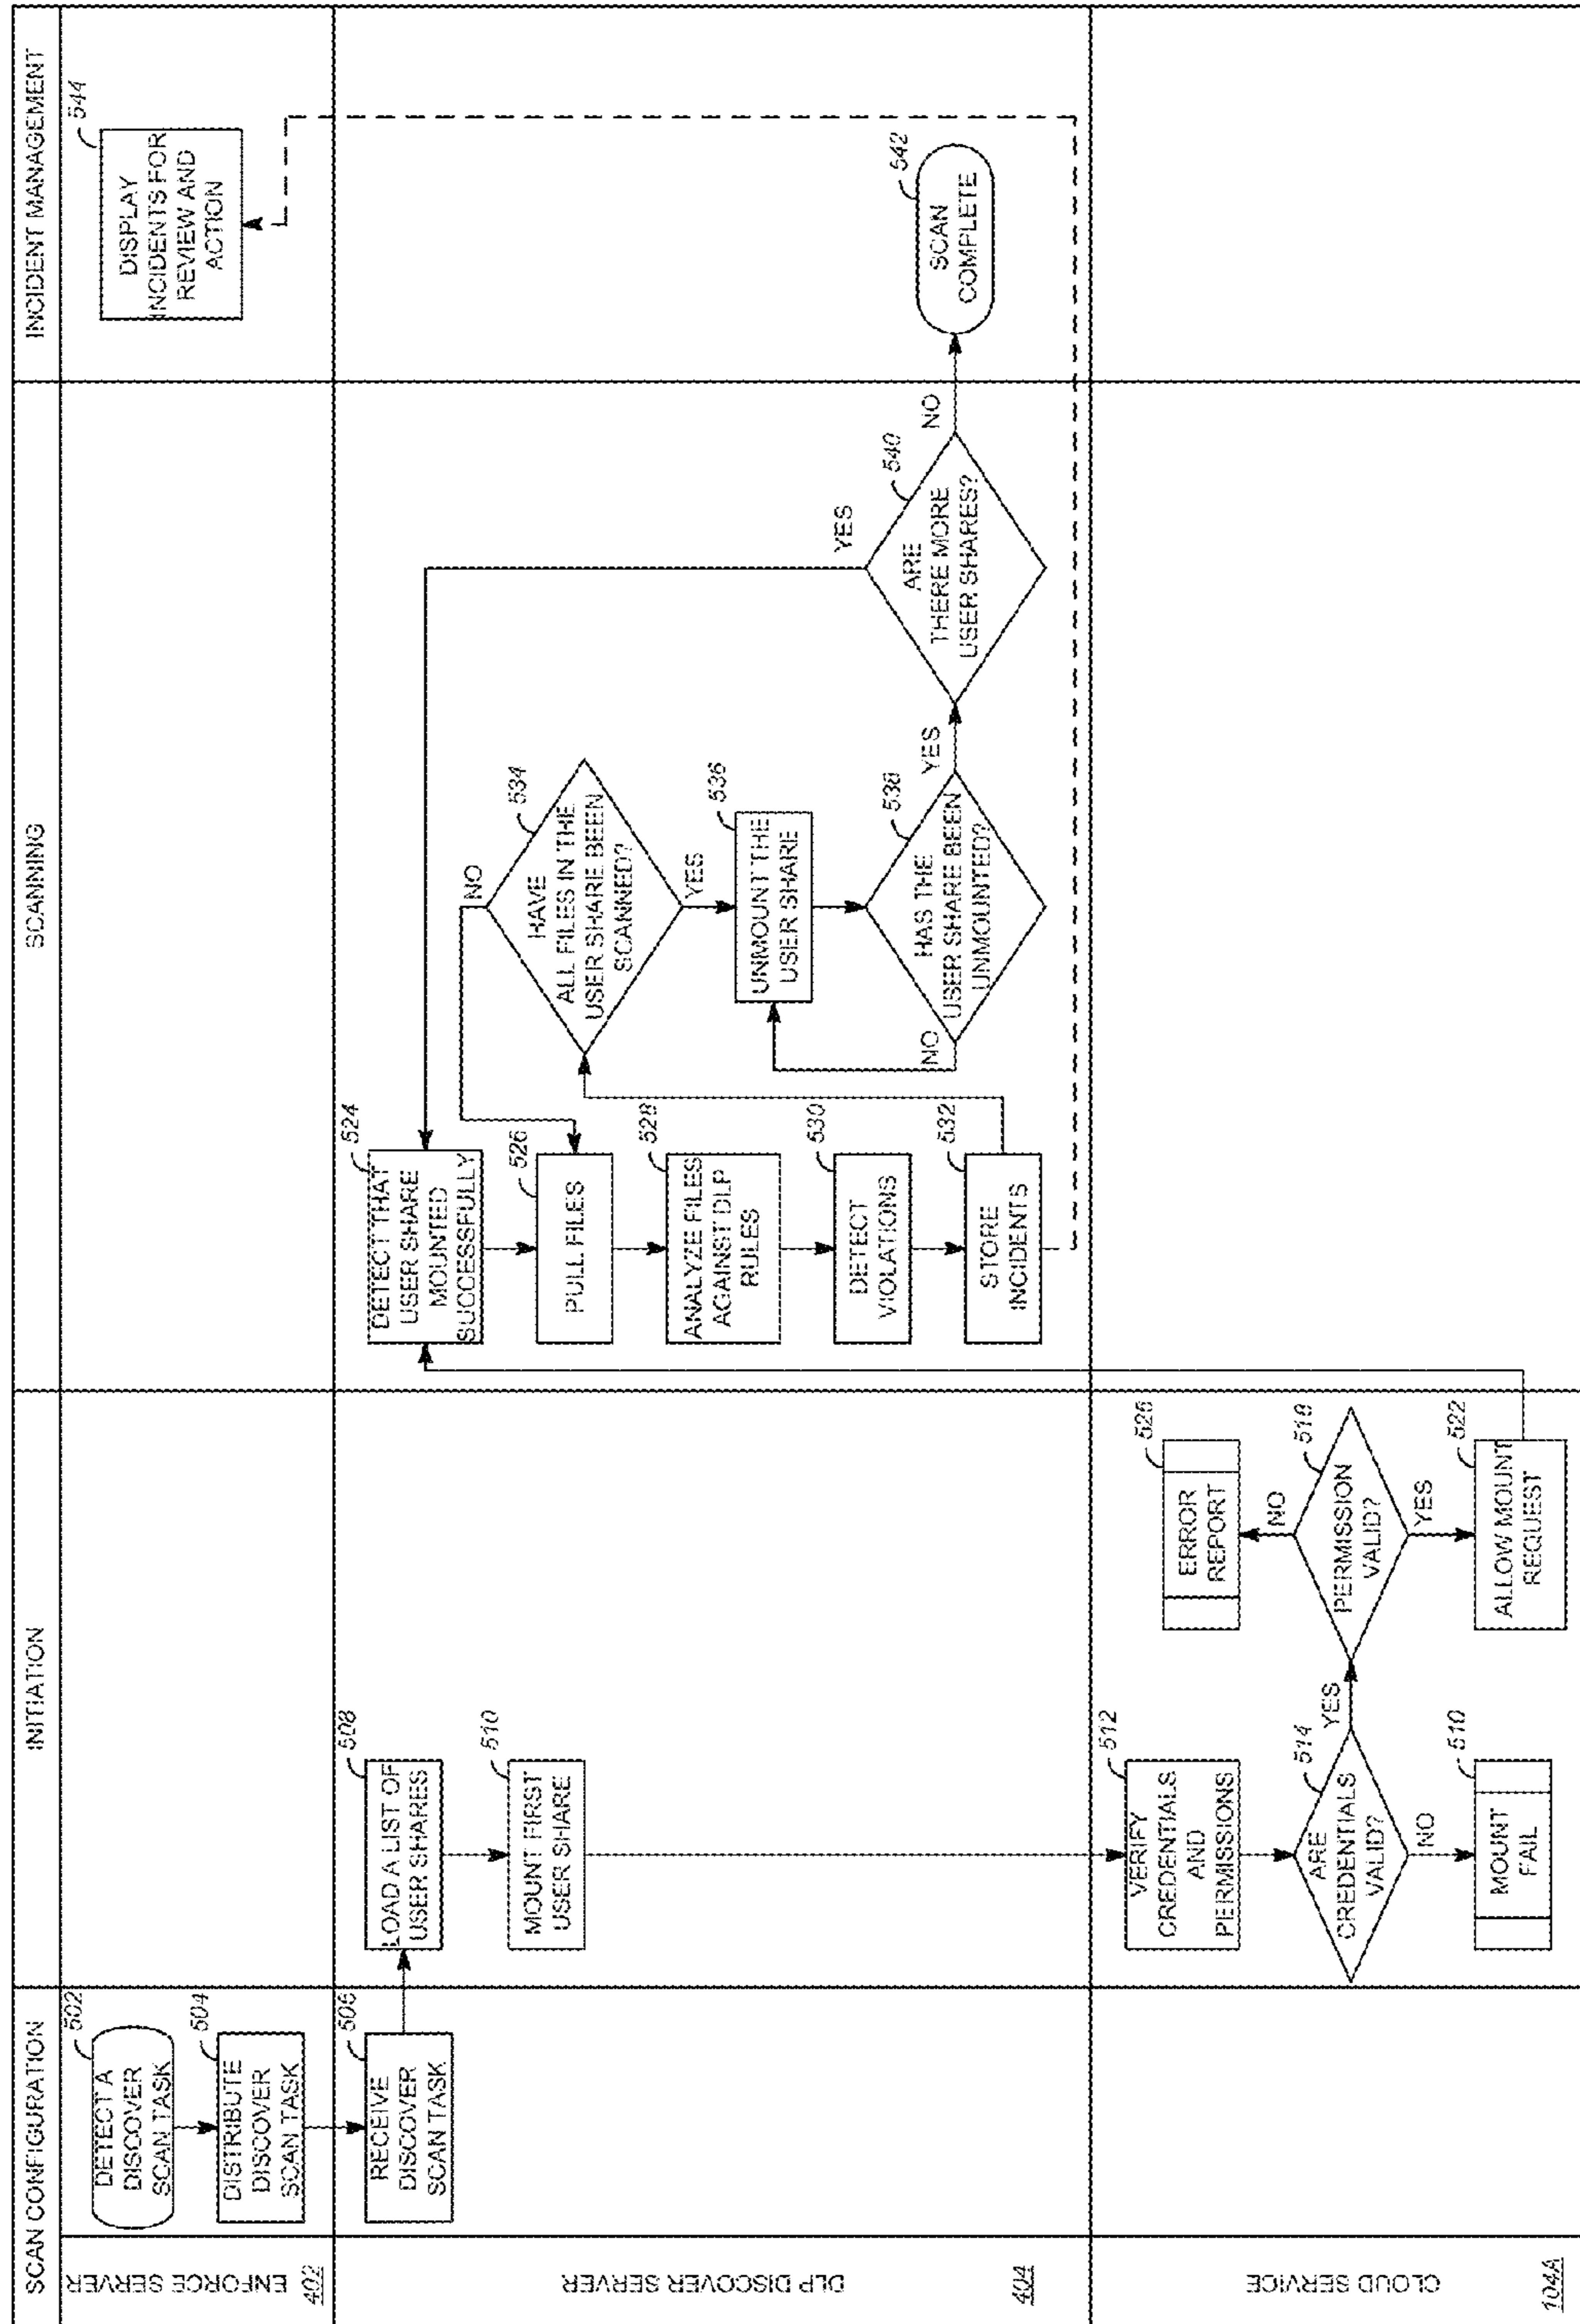 SCAN CONFIGURATION
INITIATION
SCANNING
INCIDENT MANAGEMENT
ENFORCE SERVER
402
502
DETECT A
DISCOVER
SCAN TASK
504
DISTRIBUTE
DISCOVER
SCAN TASK
544
DISPLAY
INCIDENTS FOR
REVIEW AND
ACTION
DLP DISCOVER SERVER
404
506
RECEIVE
DISCOVER
SCAN TASK
508
LOAD A LIST OF
USER SHARES
510
MOUNT FIRST
USER SHARE
524
DETECT THAT
USER SHARE
MOUNTED
SUCCESSFULLY
526
PULL FILES
528
ANALYZE FILES
AGAINST DLP
RULES
530
DETECT
VIOLATIONS
532
STORE
INCIDENTS
NO
534
HAVE
ALL FILES IN THE
USER SHARE BEEN
SCANNED?
YES
536
UNMOUNT THE
USER SHARE
538
HAS THE
USER SHARE BEEN
UNMOUNTED?
NO
YES
YES
540
ARE
THERE MORE
USER SHARES?
NO
542
SCAN
COMPLETE
CLOUD SERVICE
104A
512
VERIFY
CREDENTIALS
AND
PERMISSIONS
514
ARE
CREDENTIALS
VALID?
YES
NO
510
MOUNT
FAIL
525
ERROR
REPORT
NO
518
PERMISSION
VALID?
YES
522
ALLOW MOUNT
REQUEST